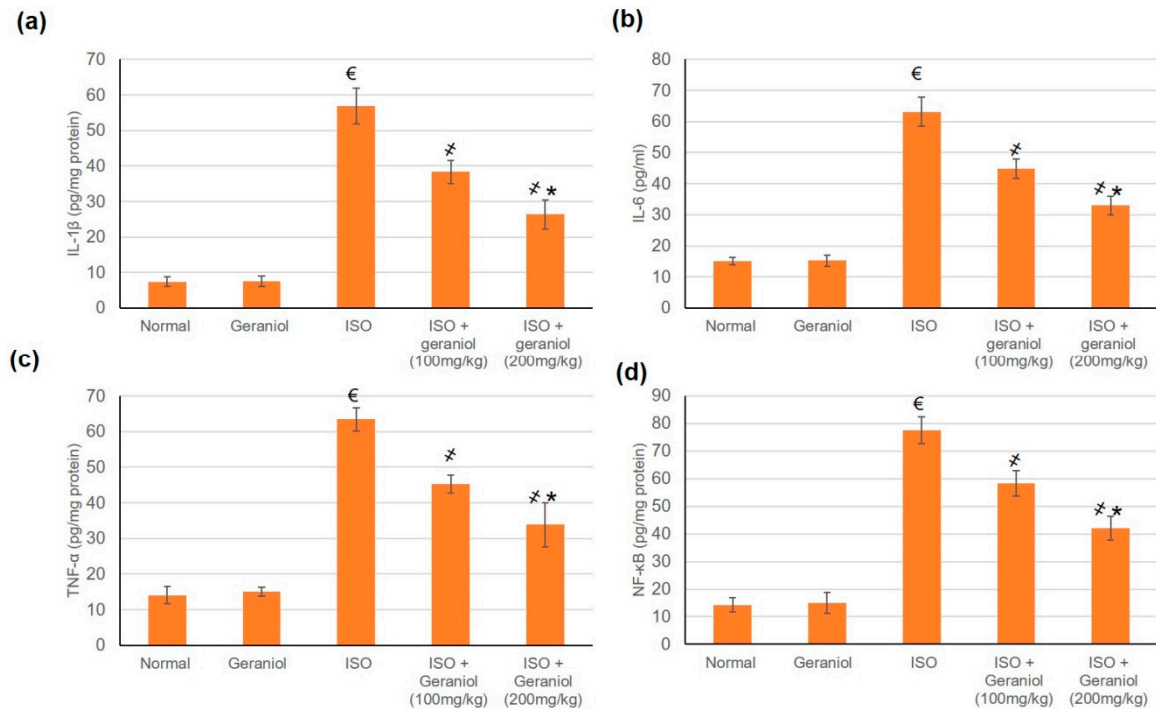 (a)
70
60
50
40
30
20
10
0
IL-1β (pg/mg protein)
€
҂
҂ *
Normal
Geraniol
ISO
ISO +
geraniol
(100mg/kg)
ISO +
geraniol
(200mg/kg)
(b)
80
70
60
50
40
30
20
10
0
IL-6 (pg/ml)
€
҂
҂ *
Normal
Geraniol
ISO
ISO +
geraniol
(100mg/kg)
ISO +
geraniol
(200mg/kg)
(c)
70
60
50
40
30
20
10
0
TNF-α (pg/mg protein)
€
҂
҂ *
Normal
Geraniol
ISO
ISO +
Geraniol
(100mg/kg)
ISO +
Geraniol
(200mg/kg)
(d)
90
80
70
60
50
40
30
20
10
0
NF-κB (pg/mg protein)
€
҂
҂ *
Normal
Geraniol
ISO
ISO +
Geraniol
(100mg/kg)
ISO +
Geraniol
(200mg/kg)